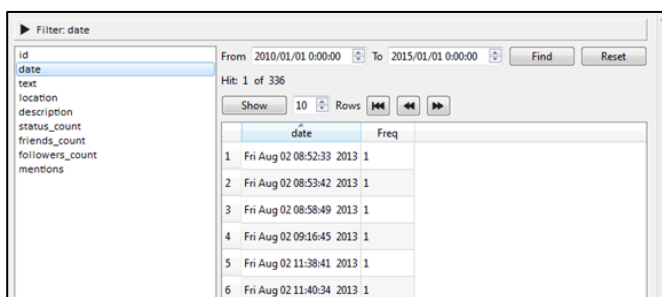 ▶ Filter: date
id
date
text
location
description
status_count
friends_count
followers_count
mentions
From 2010/01/01 0:00:00 To 2015/01/01 0:00:00 Find Reset
Hit: 1 of 336
Show 10 Rows
date Freq
1 Fri Aug 02 08:52:33 2013 1
2 Fri Aug 02 08:53:42 2013 1
3 Fri Aug 02 08:58:49 2013 1
4 Fri Aug 02 09:16:45 2013 1
5 Fri Aug 02 11:38:41 2013 1
6 Fri Aug 02 11:40:34 2013 1